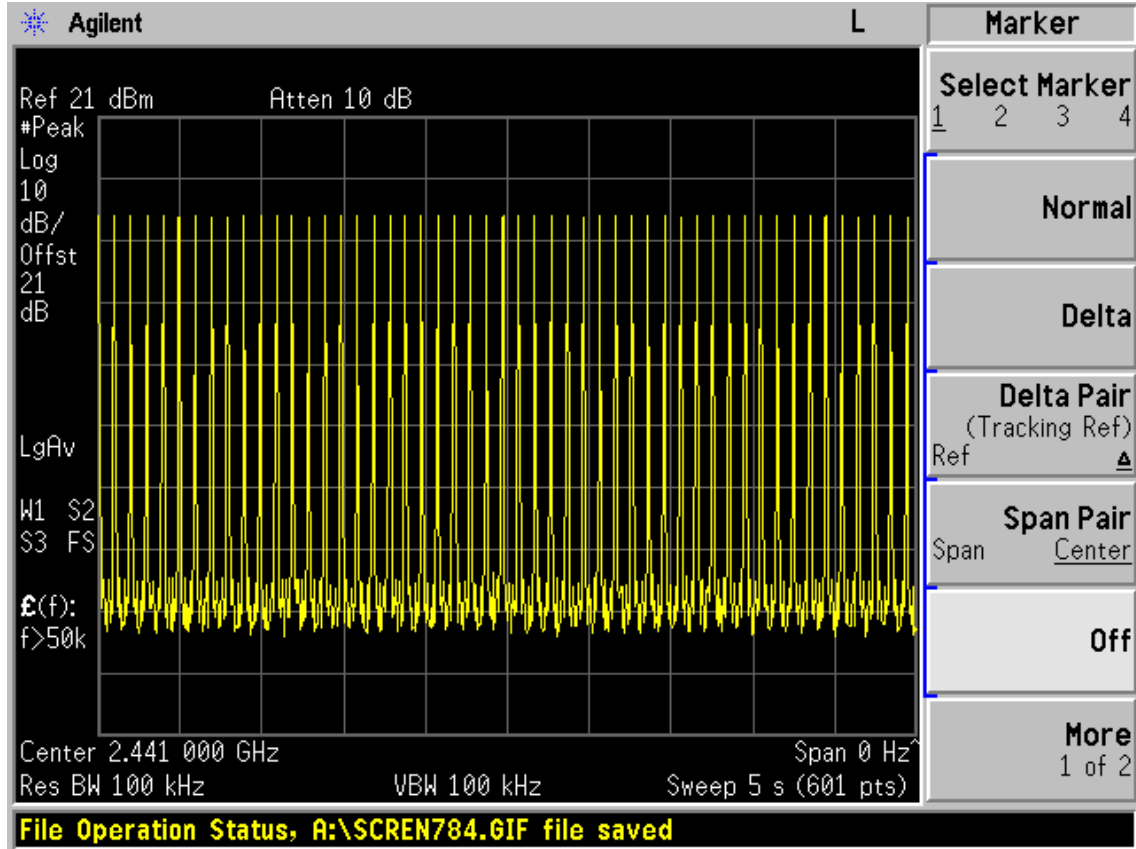 Agilent L
Ref 21 dBm Atten 10 dB
#Peak
Log
10
dB/
Offst
21
dB
LgAv
W1 S2
S3 FS
£(f):
f>50k
Center 2.441 000 GHz Span 0 Hz^
Res BW 100 kHz VBW 100 kHz Sweep 5 s (601 pts)
File Operation Status, A:\SCREN784.GIF file saved
Marker
Select Marker
1 2 3 4
Normal
Delta
Delta Pair
(Tracking Ref)
Ref Δ
Span Pair
Span Center
Off
More
1 of 2